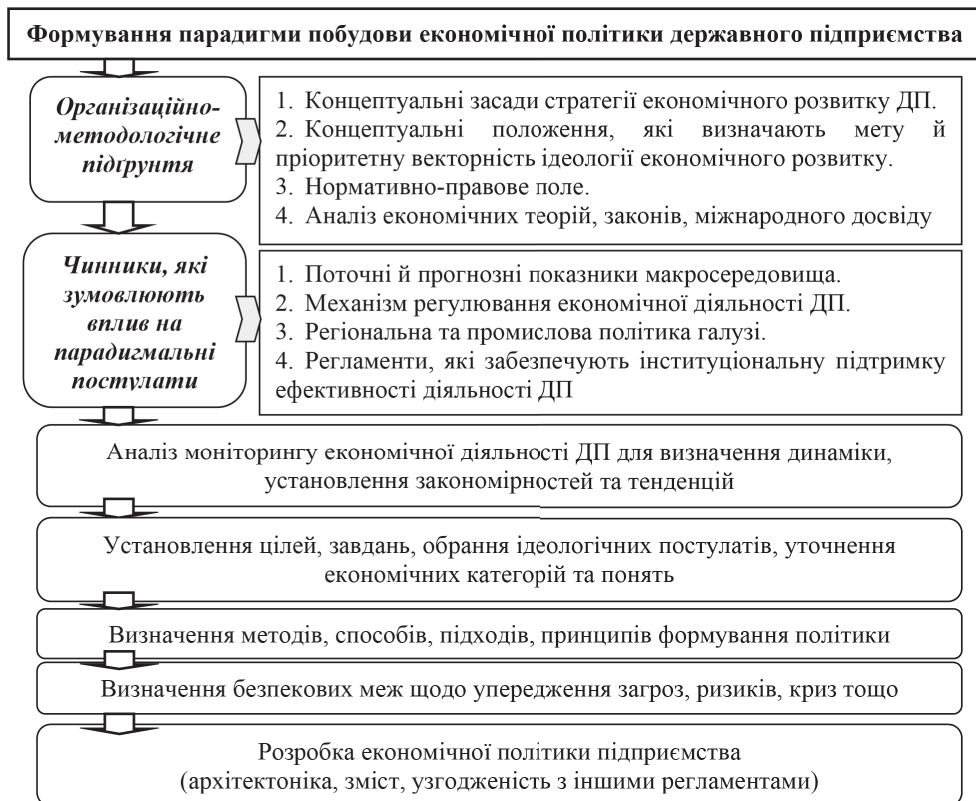 Формування парадигми побудови економічної політики державного підприємства
Організаційно-
методологічне
підґрунтя
1. Концептуальні засади стратегії економічного розвитку ДП.
2. Концептуальні положення, які визначають мету й
пріоритетну векторність ідеології економічного розвитку.
3. Нормативно-правове поле.
4. Аналіз економічних теорій, законів, міжнародного досвіду
Чинники, які
зумовлюють
вплив на
парадигмальні
постулати
1. Поточні й прогнозні показники макросередовища.
2. Механізм регулювання економічної діяльності ДП.
3. Регіональна та промислова політика галузі.
4. Регламенти, які забезпечують інституціональну підтримку
ефективності діяльності ДП
Аналіз моніторингу економічної діяльності ДП для визначення динаміки,
установлення закономірностей та тенденцій
Установлення цілей, завдань, обрання ідеологічних постулатів, уточнення
економічних категорій та понять
Визначення методів, способів, підходів, принципів формування політики
Визначення безпекових меж щодо упередження загроз, ризиків, криз тощо
Розробка економічної політики підприємства
(архітектоніка, зміст, узгодженість з іншими регламентами)